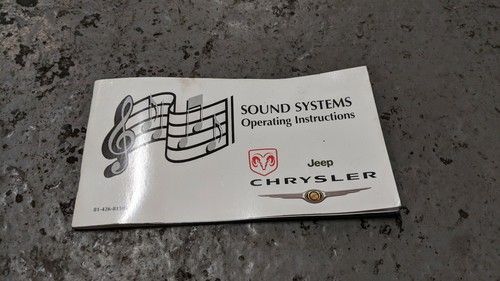 SOUND SYSTEMS
Operating Instructions
Jeep
CHRYSLER